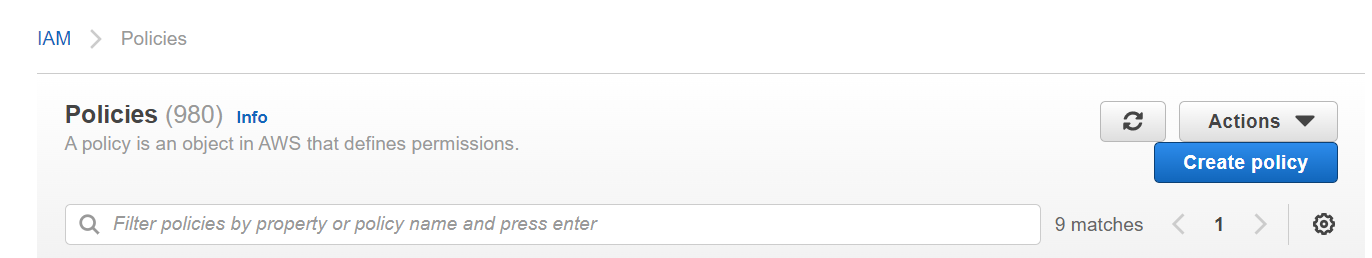 IAM Policies
Policies (980) Info
A policy is an object in AWS that defines permissions.
Actions
Create policy
Filter policies by property or policy name and press enter
9 matches 1